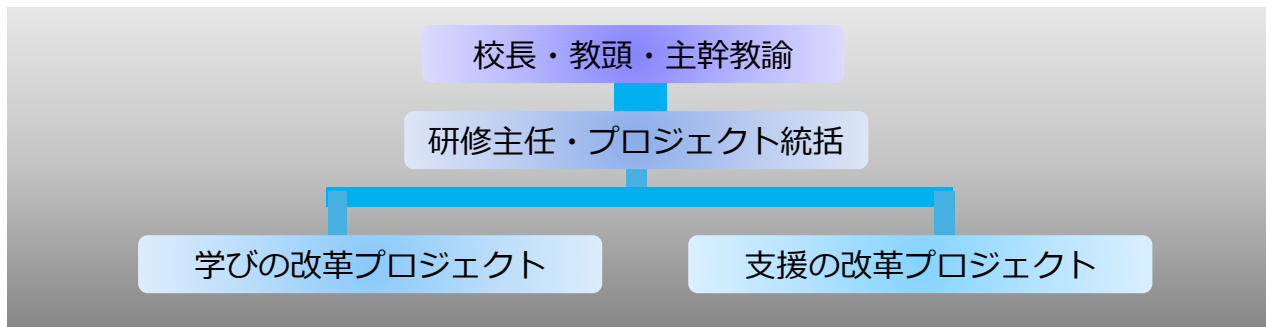 校長・教頭・主幹教諭
研修主任・プロジェクト統括
学びの改革プロジェクト
支援の改革プロジェクト